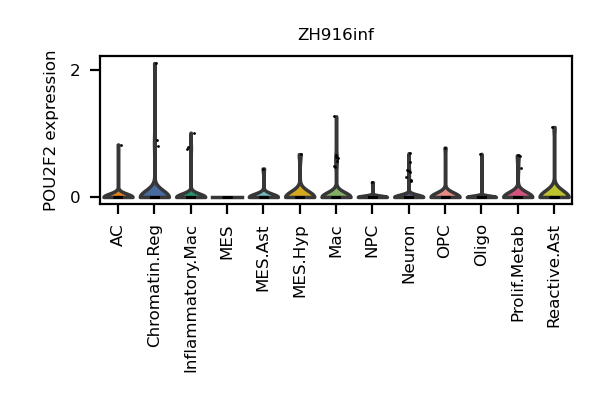 ZH916inf
POU2F2 expression
2
0
AC
Chromatin.Reg
Inflammatory.Mac
MES
MES.Ast
MES.Hyp
Mac
NPC
Neuron
OPC
Oligo
Prolif.Metab
Reactive.Ast